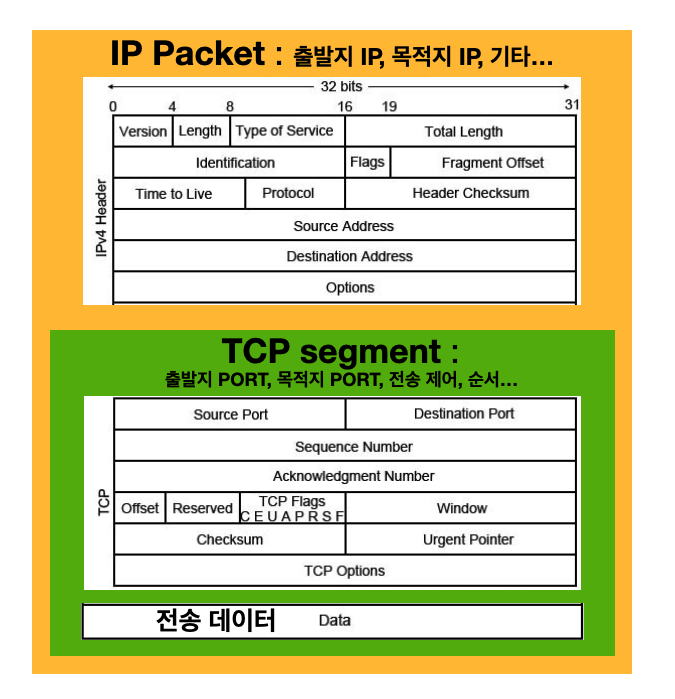 IP Packet : 출발지 IP, 목적지 IP, 기타...
32 bits
0 4 8 16 19 31
Version Length Type of Service Total Length
Identification Flags Fragment Offset
Time to Live Protocol Header Checksum
Source Address
Destination Address
Options
IPv4 Header
TCP segment :
출발지 PORT, 목적지 PORT, 전송 제어, 순서...
Source Port Destination Port
Sequence Number
Acknowledgment Number
Offset Reserved TCP Flags Window
C E U A P R S F
Checksum Urgent Pointer
TCP Options
TCP
전송 데이터 Data